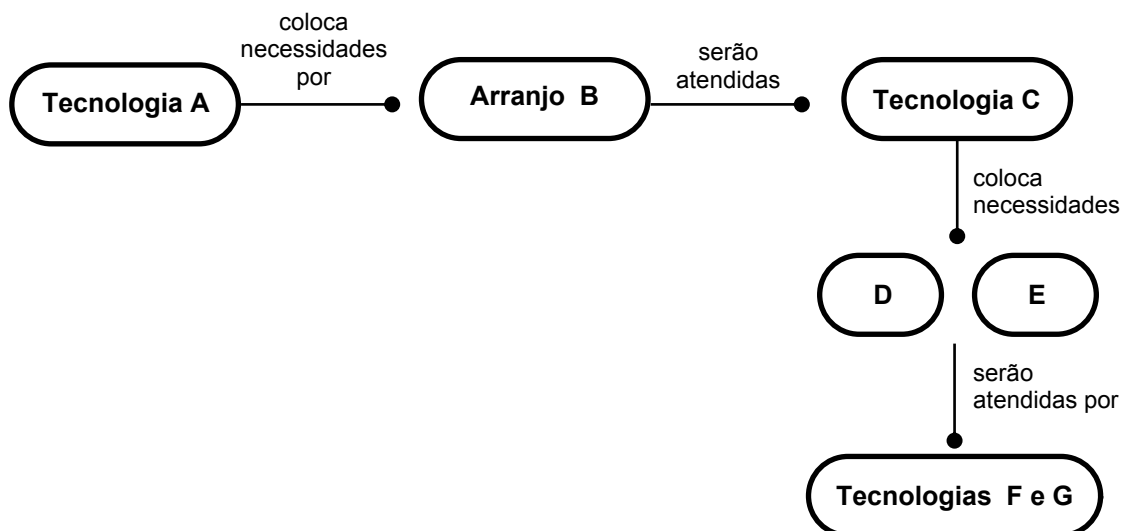 coloca
necessidades
por
serão
atendidas
Tecnologia A
Arranjo B
Tecnologia C
coloca
necessidades
D
E
serão
atendidas por
Tecnologias F e G